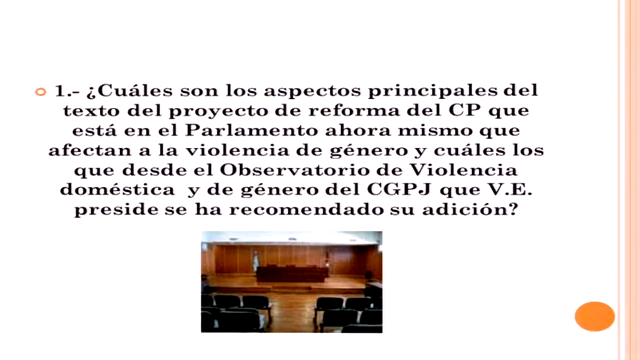 1.- ¿Cuáles son los aspectos principales del
texto del proyecto de reforma del CP que
está en el Parlamento ahora mismo que
afectan a la violencia de género y cuáles los
que desde el Observatorio de Violencia
doméstica y de género del CGPJ que V.E.
preside se ha recomendado su adición?